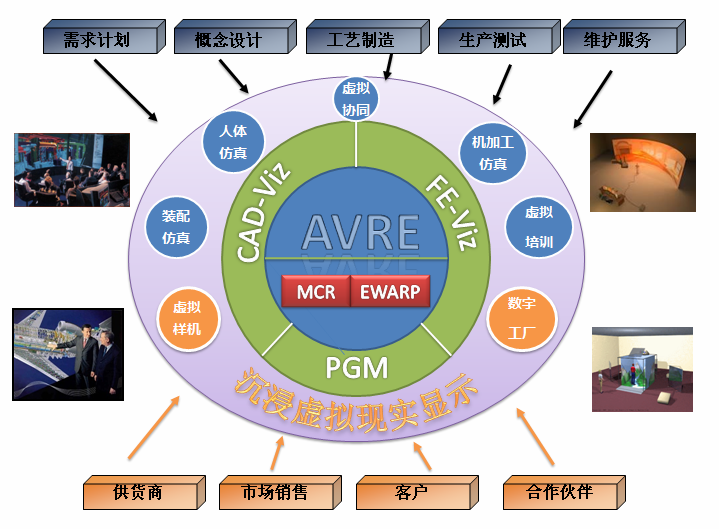 需求计划
概念设计
工艺制造
生产测试
维护服务
虚拟
协同
人体
仿真
机加工
仿真
CAD-Viz
FE-Viz
装配
仿真
虚拟
培训
AVRE
MCR
EWARP
虚拟
样机
数字
工厂
PGM
沉浸虚拟现实显示
供货商
市场销售
客户
合作伙伴